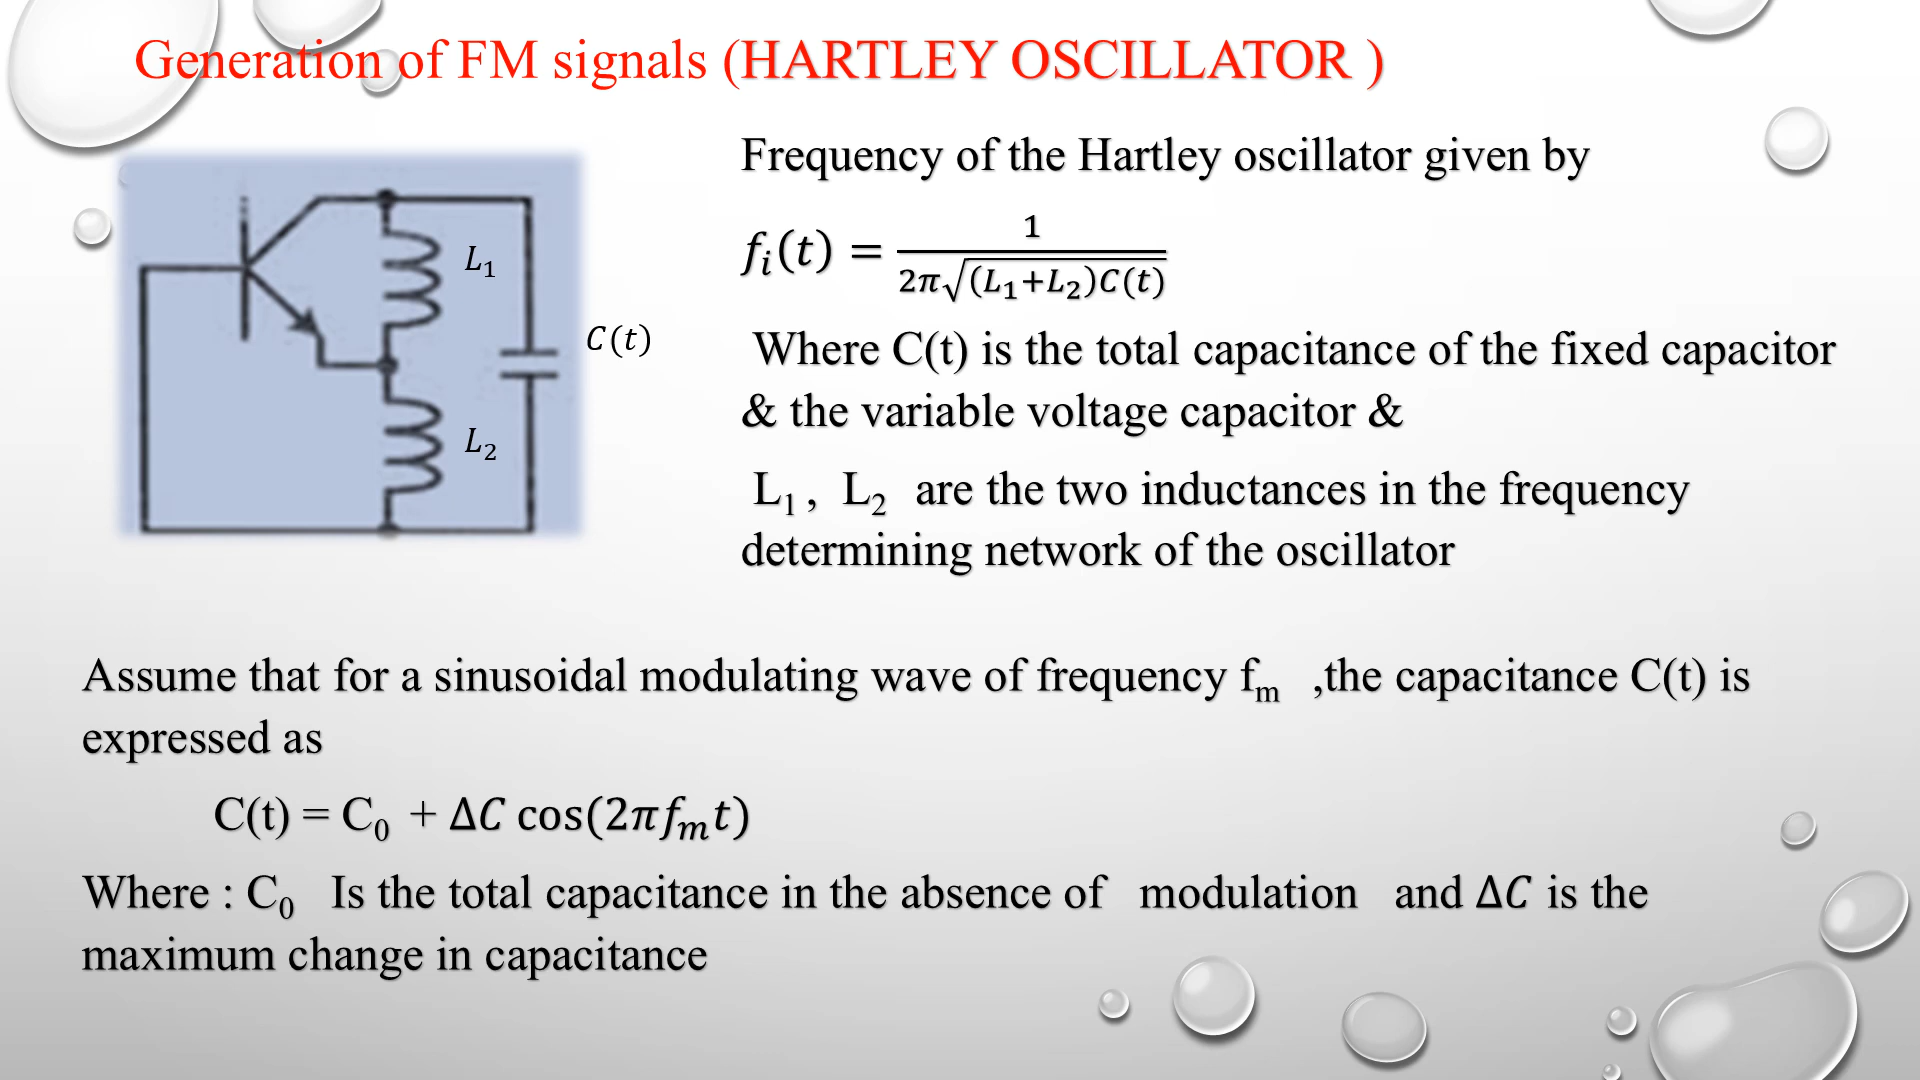 Generation of FM signals (HARTLEY OSCILLATOR )
L₁
C(t)
L₂
Frequency of the Hartley oscillator given by
fᵢ(t) = 1 / 2π√(L₁+L₂)C(t)
Where C(t) is the total capacitance of the fixed capacitor
& the variable voltage capacitor &
L₁ , L₂ are the two inductances in the frequency
determining network of the oscillator
Assume that for a sinusoidal modulating wave of frequency fₘ ,the capacitance C(t) is
expressed as
C(t) = C₀ + ΔC cos(2πfₘt)
Where : C₀ Is the total capacitance in the absence of modulation and ΔC is the
maximum change in capacitance